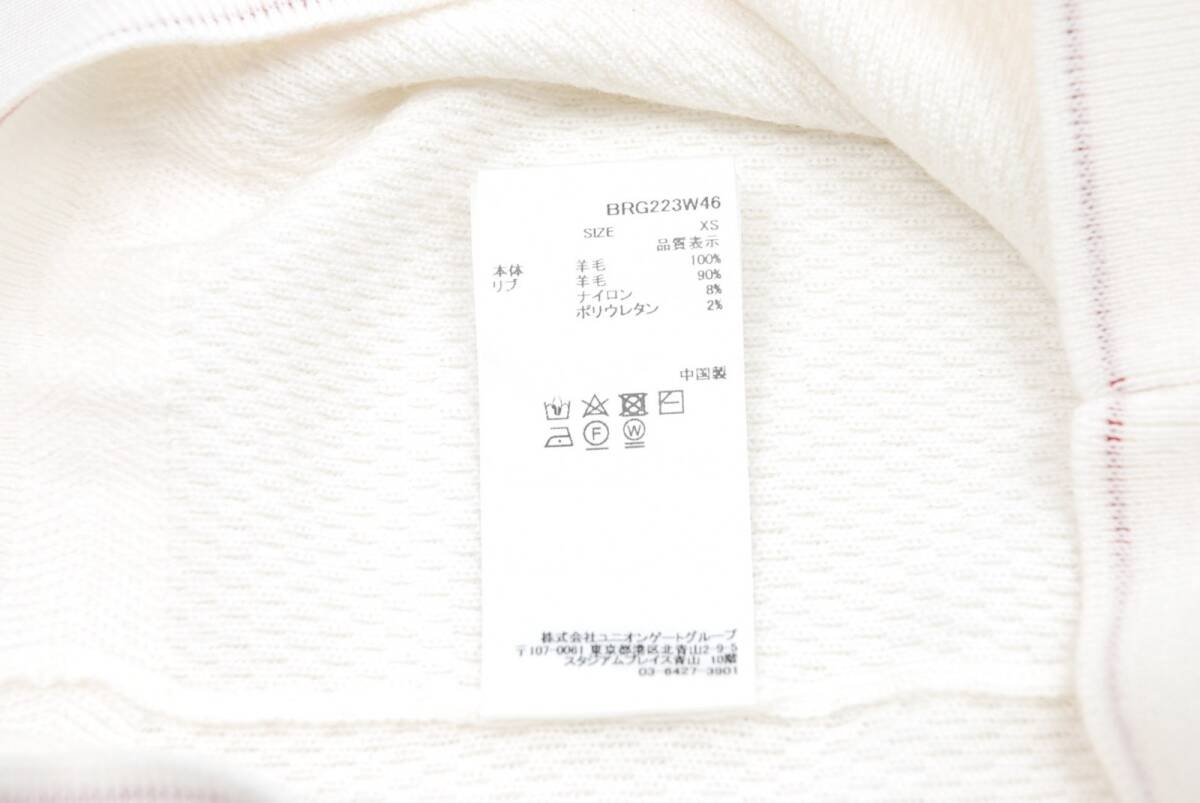 BRG223W46
SIZE XS
品質表示
本体 羊毛 100%
リブ 羊毛 90%
ナイロン 8%
ポリウレタン 2%
中国製
F W
株式会社ユニオンゲートグループ
〒107-0061 東京都港区北青山2-9-5
スタジアムプレイス青山 10階
03-6427-3901